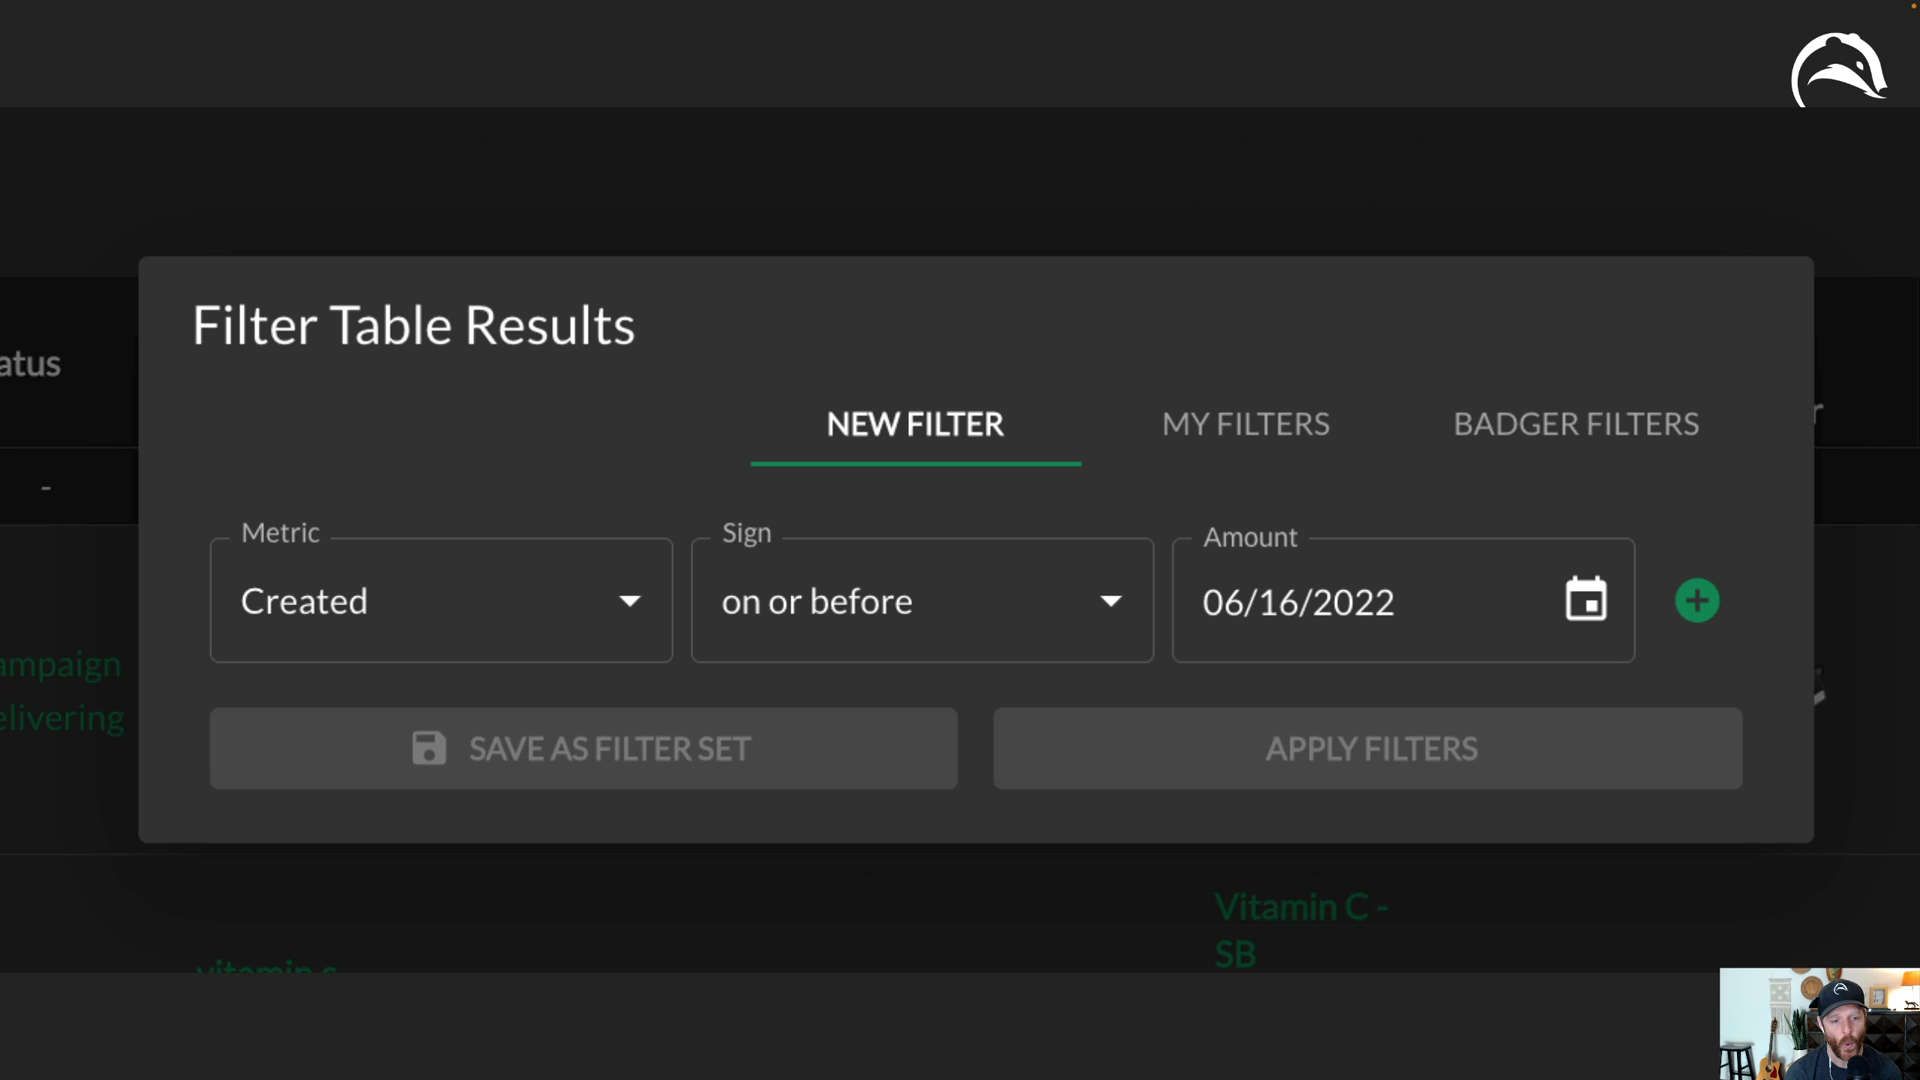 Filter Table Results
atus
NEW FILTER
MY FILTERS
BADGER FILTERS
r
-
Metric
Sign
Amount
Created
on or before
06/16/2022
ampaign
elivering
SAVE AS FILTER SET
APPLY FILTERS
Vitamin C -
SB
vitamin c